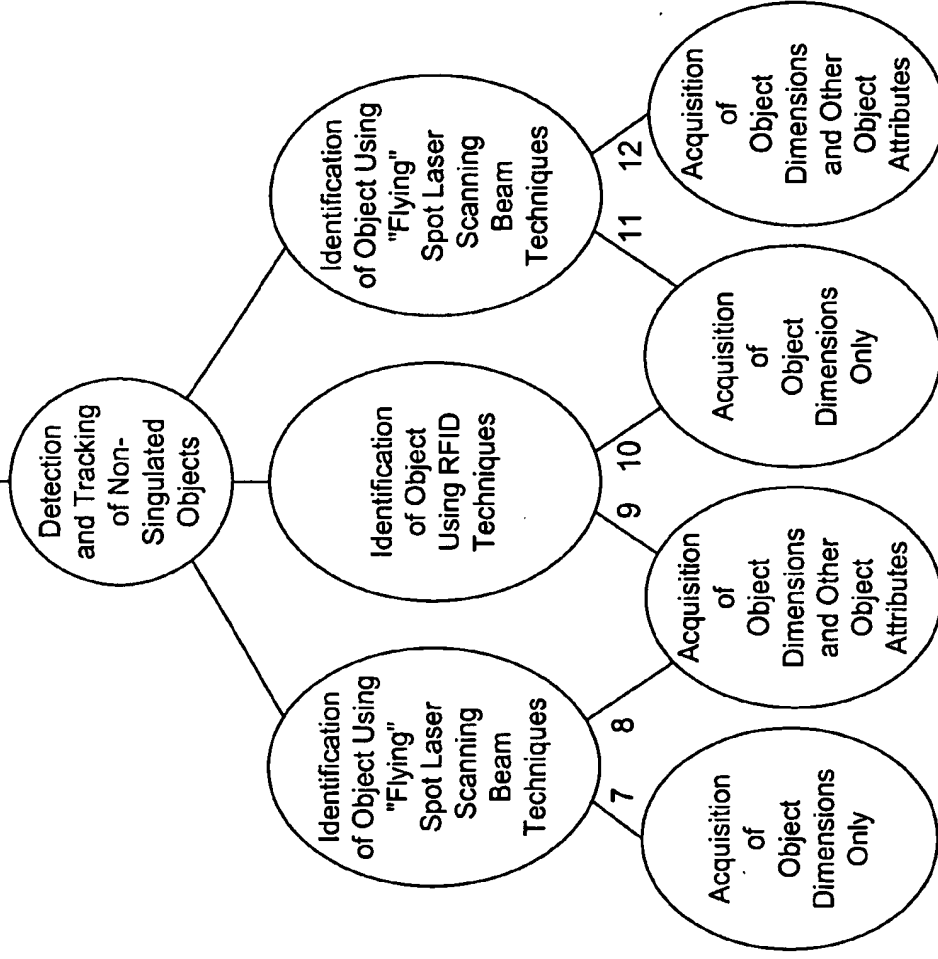 Detection
and Tracking
of Non-
Singulated
Objects
Identification
of Object Using
"Flying"
Spot Laser
Scanning
Beam
Techniques
Identification
of Object
Using RFID
Techniques
Identification
of Object Using
"Flying"
Spot Laser
Scanning
Beam
Techniques
7
8
9
10
11
12
Acquisition
of
Object
Dimensions
Only
Acquisition
of
Object
Dimensions
and Other
Object
Attributes
Acquisition
of
Object
Dimensions
Only
Acquisition
of
Object
Dimensions
and Other
Object
Attributes